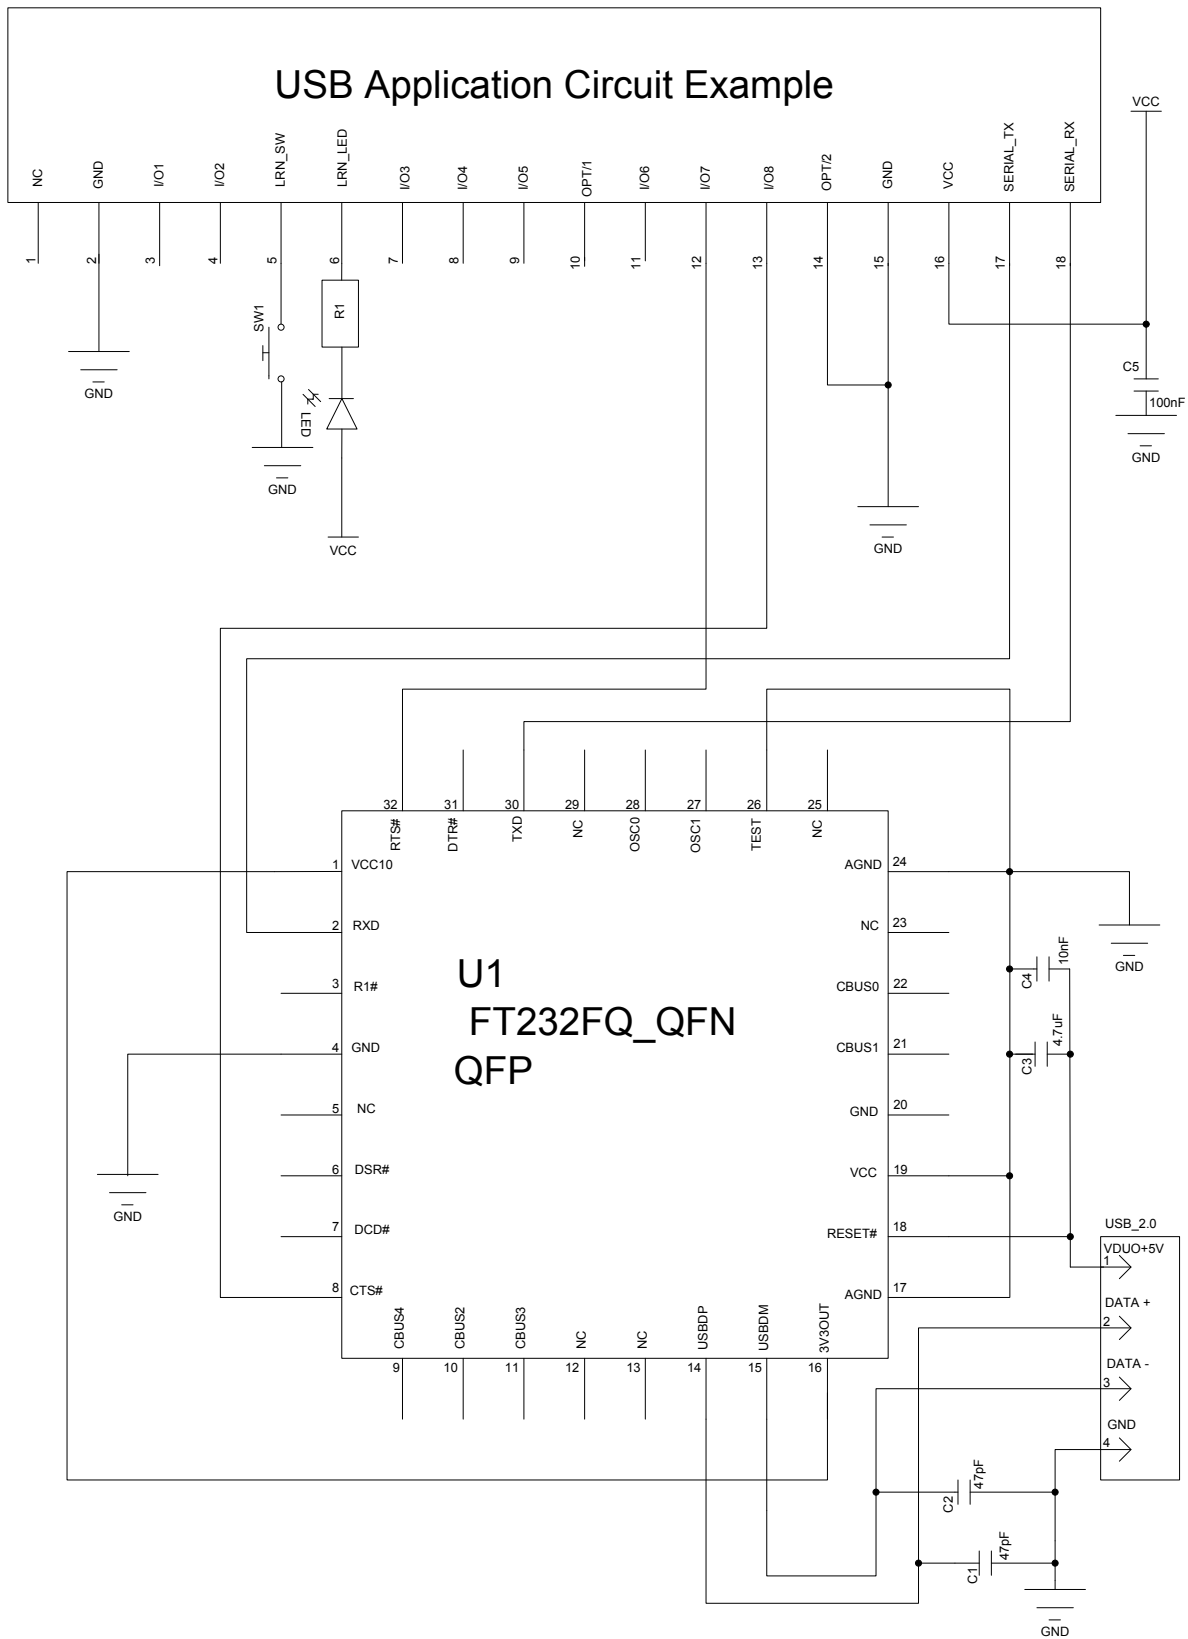 USB Application Circuit Example
NC
GND
I/O1
I/O2
LRN_SW
LRN_LED
I/O3
I/O4
I/O5
OPT/1
I/O6
I/O7
I/O8
OPT/2
GND
VCC
SERIAL_TX
SERIAL_RX
VCC
1
2
3
4
5
6
7
8
9
10
11
12
13
14
15
16
17
18
SW1
R1
C5
100nF
GND
LED
GND
GND
VCC
GND
32
31
30
29
28
27
26
25
RTS#
DTR#
TXD
NC
OSC0
OSC1
TEST
NC
1
VCC10
AGND
24
2
RXD
NC
23
3
R1#
CBUS0
22
4
GND
CBUS1
21
5
NC
GND
20
6
DSR#
VCC
19
7
DCD#
RESET#
18
8
CTS#
AGND
17
U1
FT232FQ_QFN
QFP
GND
C4
10nF
C3
4.7uF
GND
CBUS4
CBUS2
CBUS3
NC
NC
USBDP
USBDM
3V3OUT
9
10
11
12
13
14
15
16
USB_2.0
VDUO+5V
1
DATA +
2
DATA -
3
GND
4
C2
47pF
C1
47pF
GND